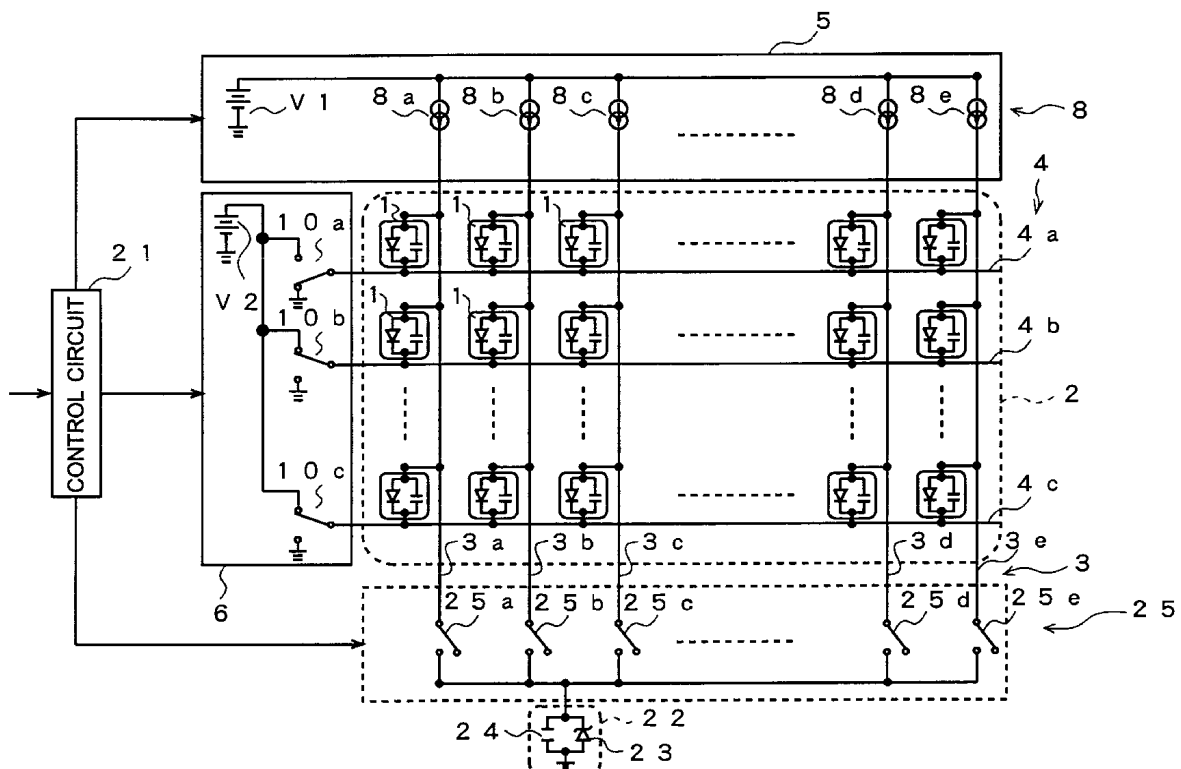 5
V 1
8 a
8 b
8 c
8 d
8 e
8
4
1
1
1
1 0 a
4 a
2 1
V 2
1
1
1 0 b
4 b
CONTROL CIRCUIT
2
1 0 c
4 c
3 a
3 b
3 c
3 d
3 e
3
6
2 5 a
2 5 b
2 5 c
2 5 d
2 5 e
2 5
2 4
2 2
2 3